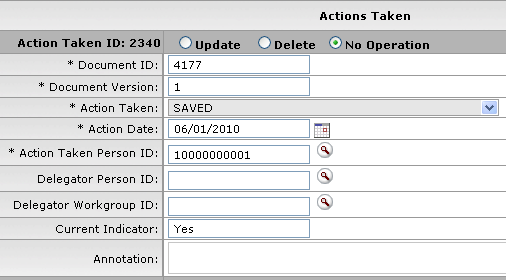 Actions Taken
Action Taken ID: 2340 Update Delete No Operation
* Document ID: 4177
* Document Version: 1
* Action Taken: SAVED
* Action Date: 06/01/2010
* Action Taken Person ID: 10000000001
Delegator Person ID:
Delegator Workgroup ID:
Current Indicator: Yes
Annotation: